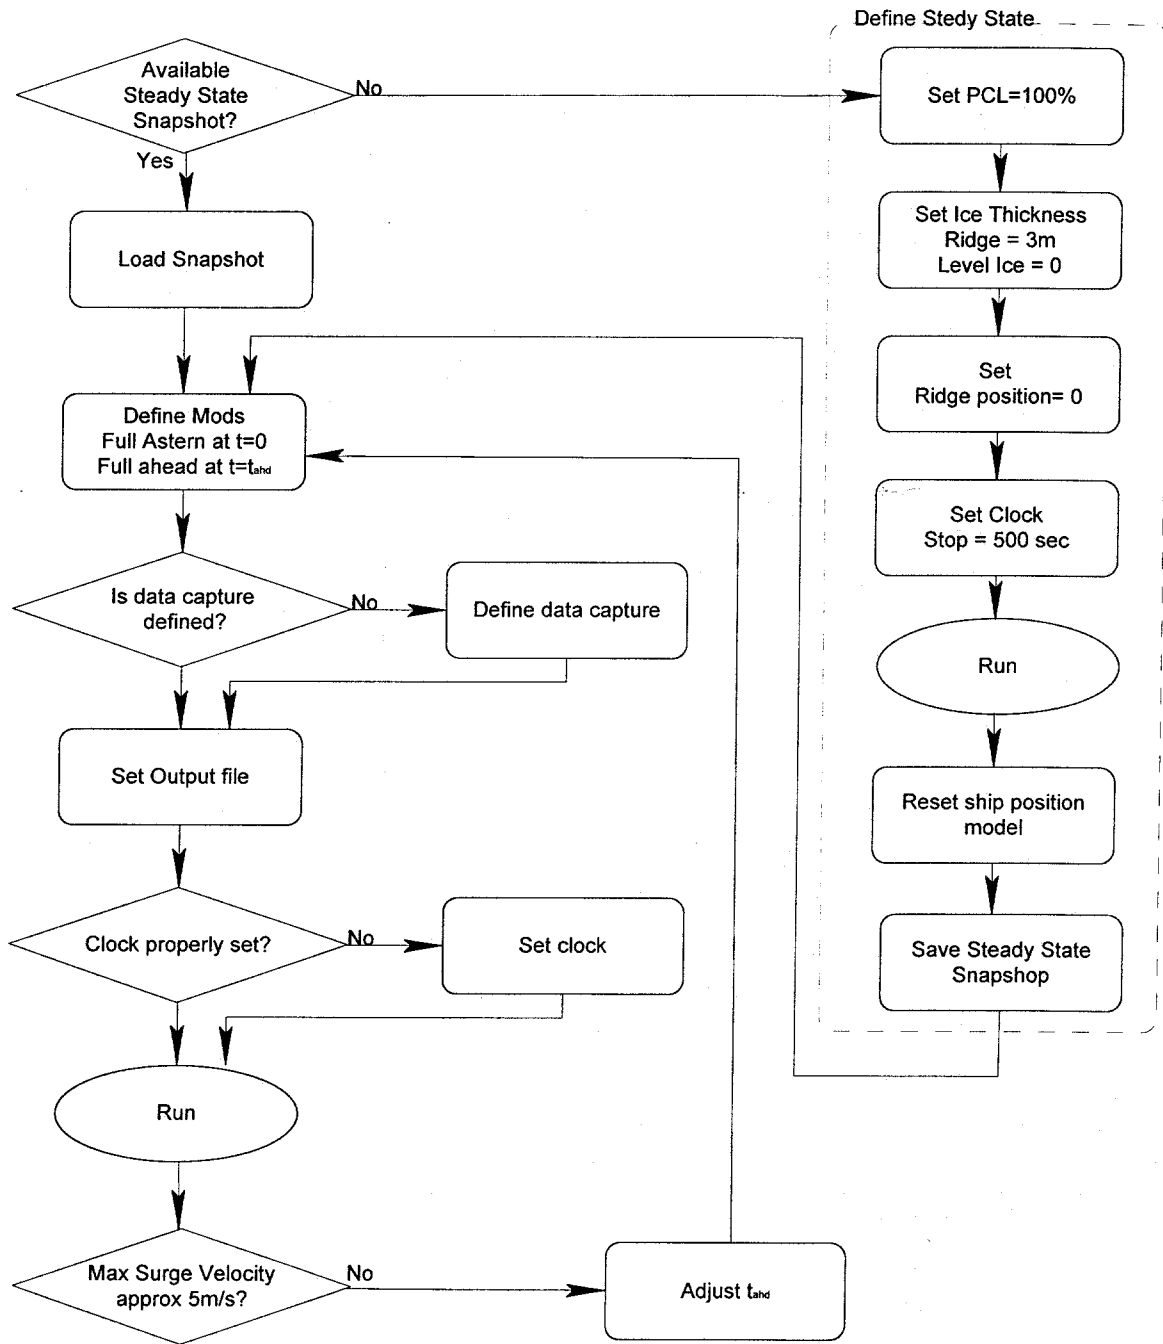 Define Stedy State
Available
Steady State
Snapshot?
No
Yes
Set PCL=100%
Load Snapshot
Set Ice Thickness
Ridge = 3m
Level Ice = 0
Set
Ridge position= 0
Define Mods
Full Astern at t=0
Full ahead at t=tahd
Set Clock
Stop = 500 sec
Is data capture
defined?
No
Define data capture
Run
Set Output file
Reset ship position
model
Clock properly set?
No
Set clock
Save Steady State
Snapshop
Run
Max Surge Velocity
approx 5m/s?
No
Adjust tahd